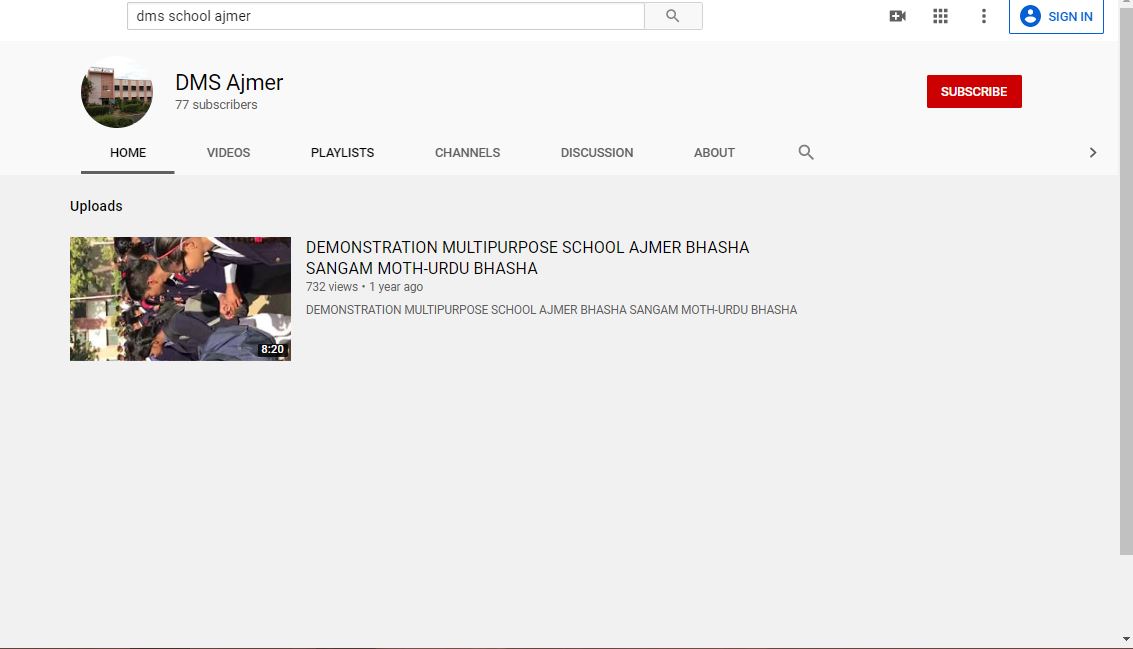 dms school ajmer
SIGN IN
DMS Ajmer
77 subscribers
SUBSCRIBE
HOME VIDEOS PLAYLISTS CHANNELS DISCUSSION ABOUT
Uploads
DEMONSTRATION MULTIPURPOSE SCHOOL AJMER BHASHA
SANGAM MOTH-URDU BHASHA
732 views • 1 year ago
DEMONSTRATION MULTIPURPOSE SCHOOL AJMER BHASHA SANGAM MOTH-URDU BHASHA
8:20